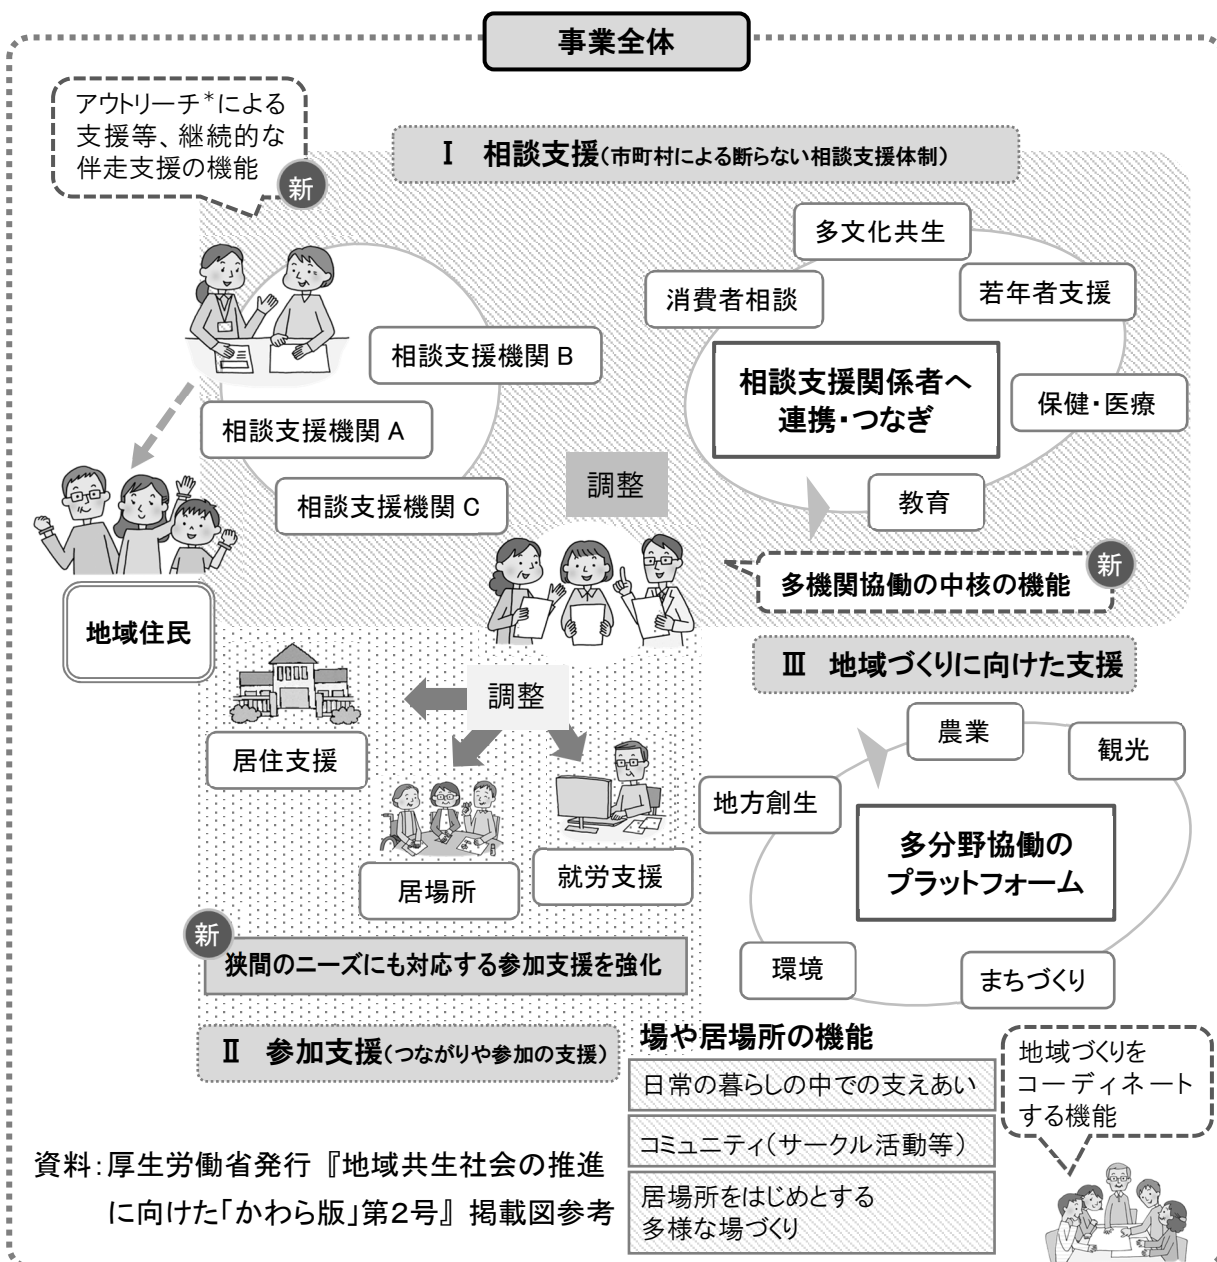 事業全体
アウトリーチ*による
支援等、継続的な
伴走支援の機能
新
Ⅰ 相談支援(市町村による断らない相談支援体制)
多文化共生
消費者相談
若年者支援
相談支援機関 B
相談支援関係者へ
連携・つなぎ
保健・医療
相談支援機関 A
相談支援機関 C
調整
教育
多機関協働の中核の機能
新
地域住民
Ⅲ 地域づくりに向けた支援
調整
居住支援
農業
観光
地方創生
居場所
就労支援
多分野協働の
プラットフォーム
新
狭間のニーズにも対応する参加支援を強化
環境
まちづくり
Ⅱ 参加支援(つながりや参加の支援)
場や居場所の機能
日常の暮らしの中での支えあい
コミュニティ(サークル活動等)
居場所をはじめとする
多様な場づくり
地域づくりを
コーディネート
する機能
資料:厚生労働省発行『地域共生社会の推進
に向けた「かわら版」第2号』掲載図参考